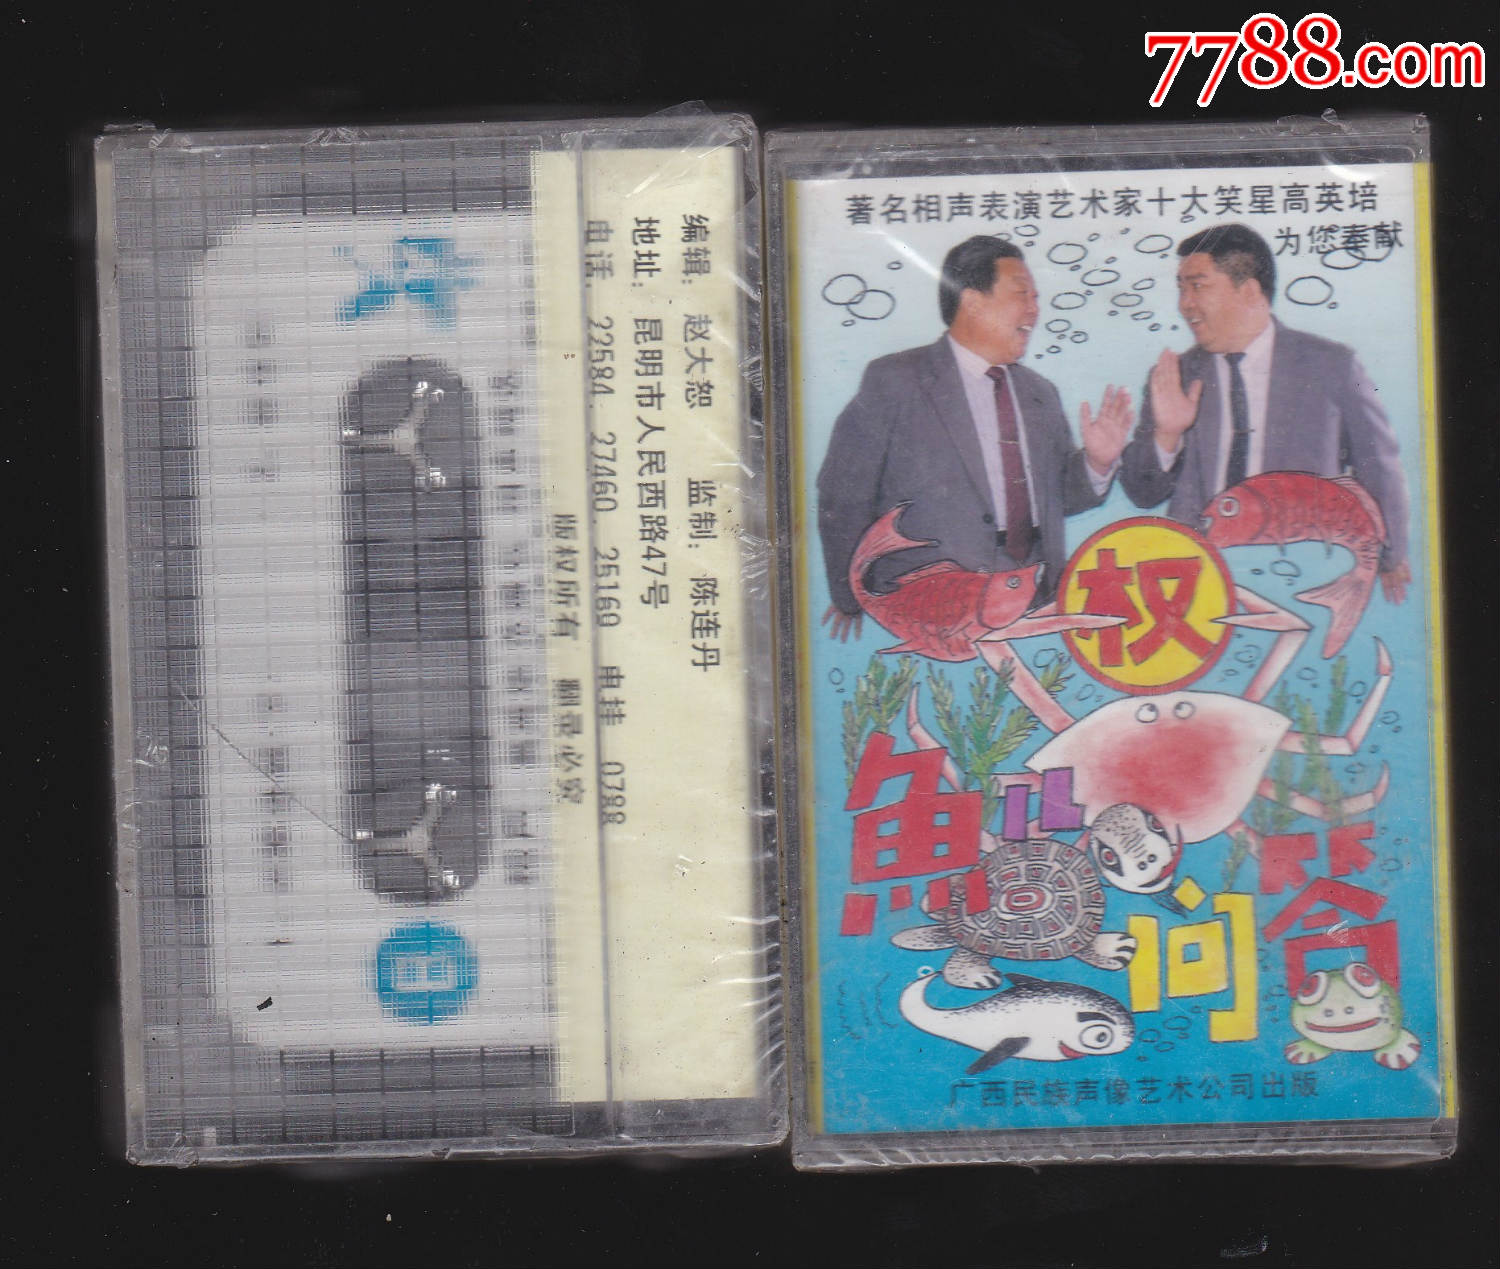 7788.com
著名相声表演艺术家十大笑星高英培
为您奉献
权
魚儿问答
广西民族声像艺术公司出版
编辑：赵大恕　监制：陈连丹
地址：昆明市人民西路47号
电话：22584．27460．25160　电挂　0788
版权所有　翻录必究